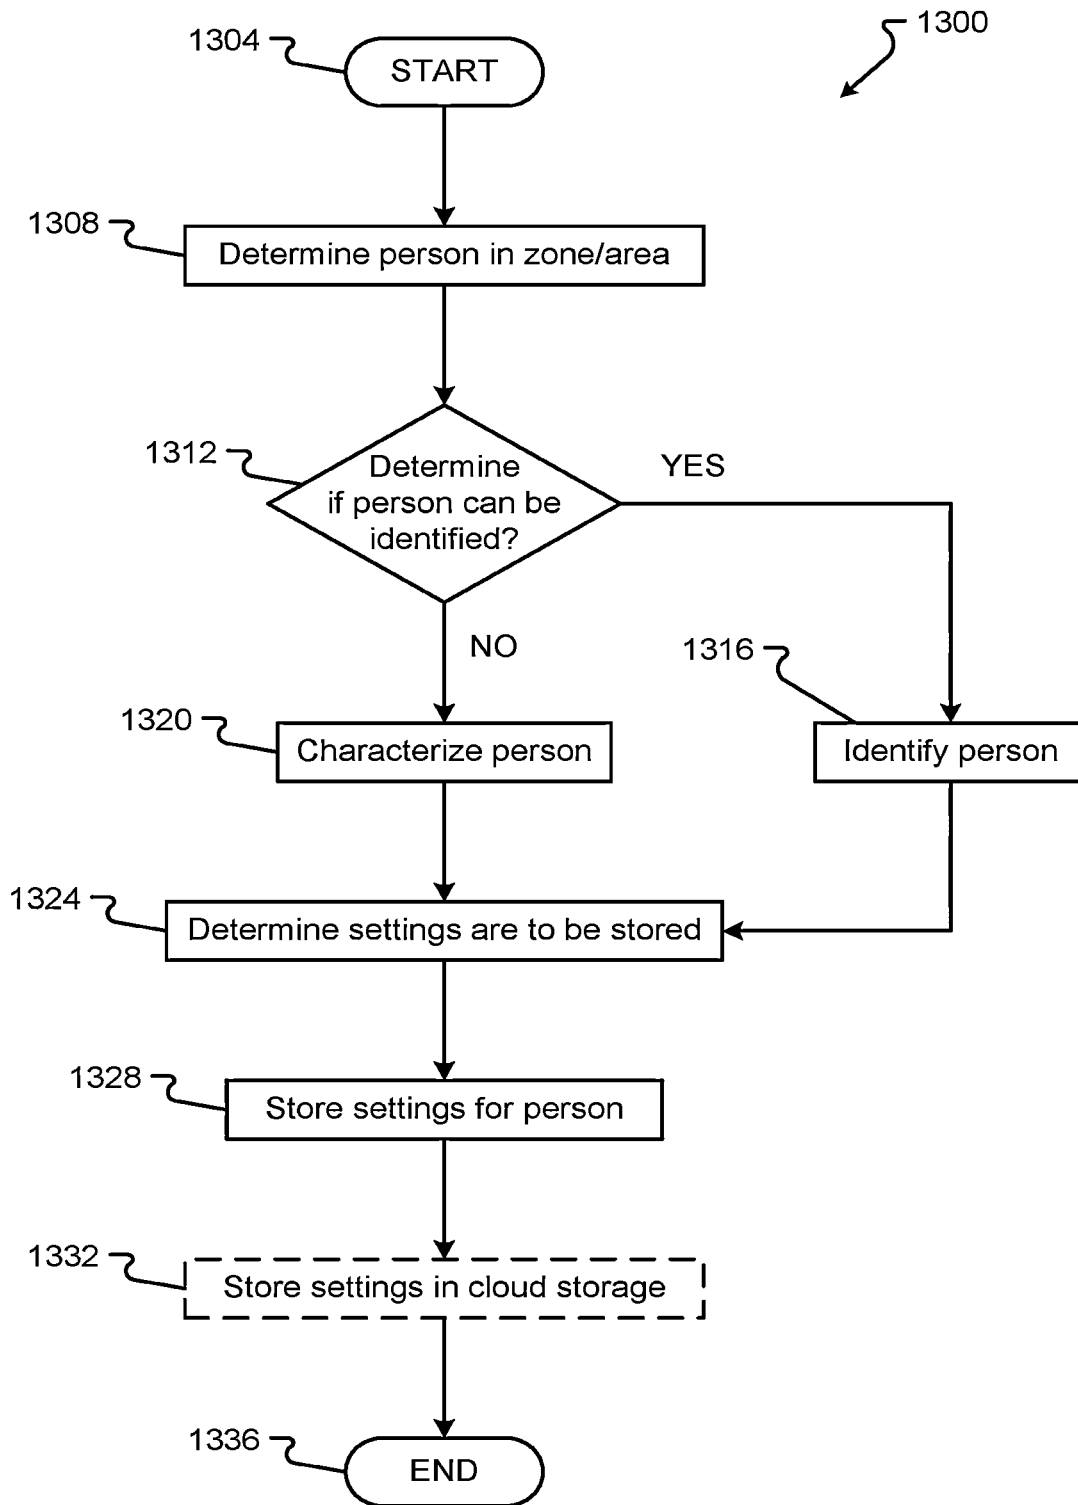 1300
1304
START
1308
Determine person in zone/area
1312
Determine
if person can be
identified?
YES
NO
1316
1320
Characterize person
Identify person
1324
Determine settings are to be stored
1328
Store settings for person
1332
Store settings in cloud storage
1336
END